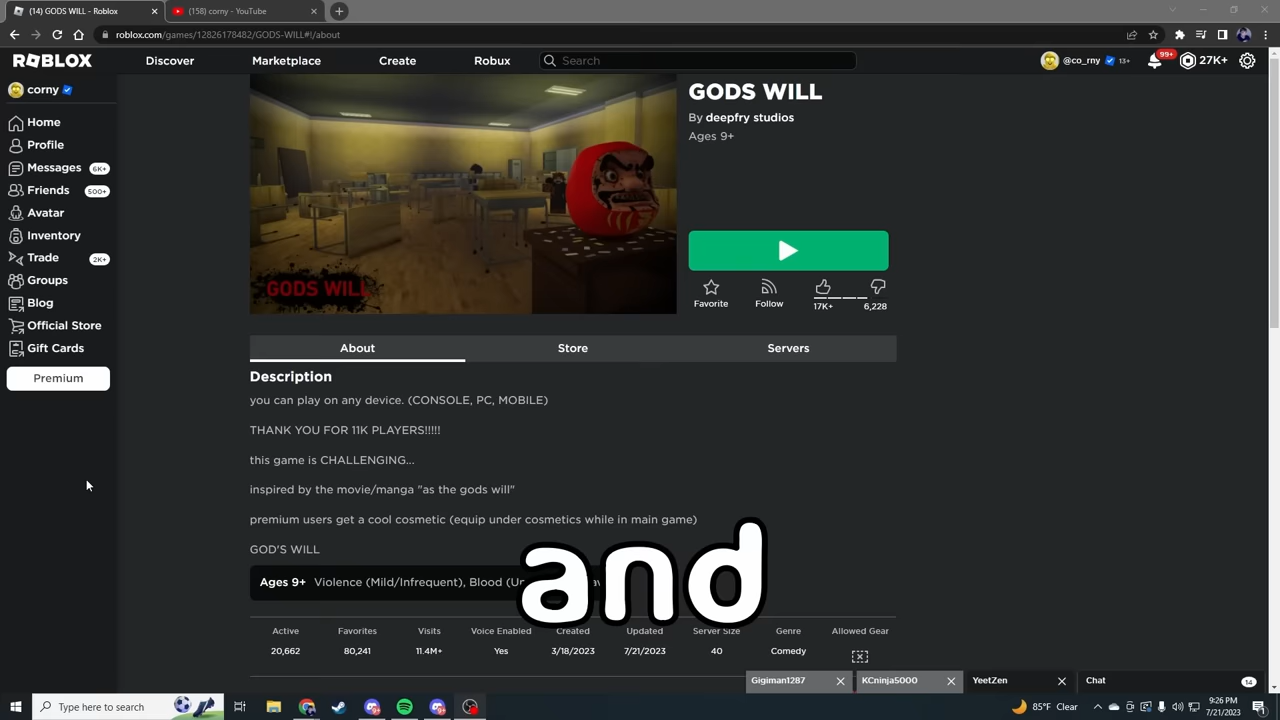 (14) GODS WILL - Roblox
(158) corny - YouTube
roblox.com/games/12826178482/GODS-WILL#!/about
ROBLOX
Discover
Marketplace
Create
Robux
Search
@co_rny
13+
99+
27K+
corny
Home
Profile
Messages
6K+
Friends
500+
Avatar
Inventory
Trade
2K+
Groups
Blog
Official Store
Gift Cards
Premium
GODS WILL
GODS WILL
By deepfry studios
Ages 9+
Favorite
Follow
17K+
6,228
About
Store
Servers
Description
you can play on any device. (CONSOLE, PC, MOBILE)
THANK YOU FOR 11K PLAYERS!!!!!
this game is CHALLENGING...
inspired by the movie/manga "as the gods will"
premium users get a cool cosmetic (equip under cosmetics while in main game)
GOD'S WILL
Ages 9+ Violence (Mild/Infrequent), Blood
and
Active
Favorites
Visits
Voice Enabled
Created
Updated
Server Size
Genre
Allowed Gear
20,662
80,241
11.4M+
Yes
3/18/2023
7/21/2023
40
Comedy
Gigiman1287
KCninja5000
YeetZen
Chat
14
Type here to search
85°F Clear
9:26 PM
7/21/2023